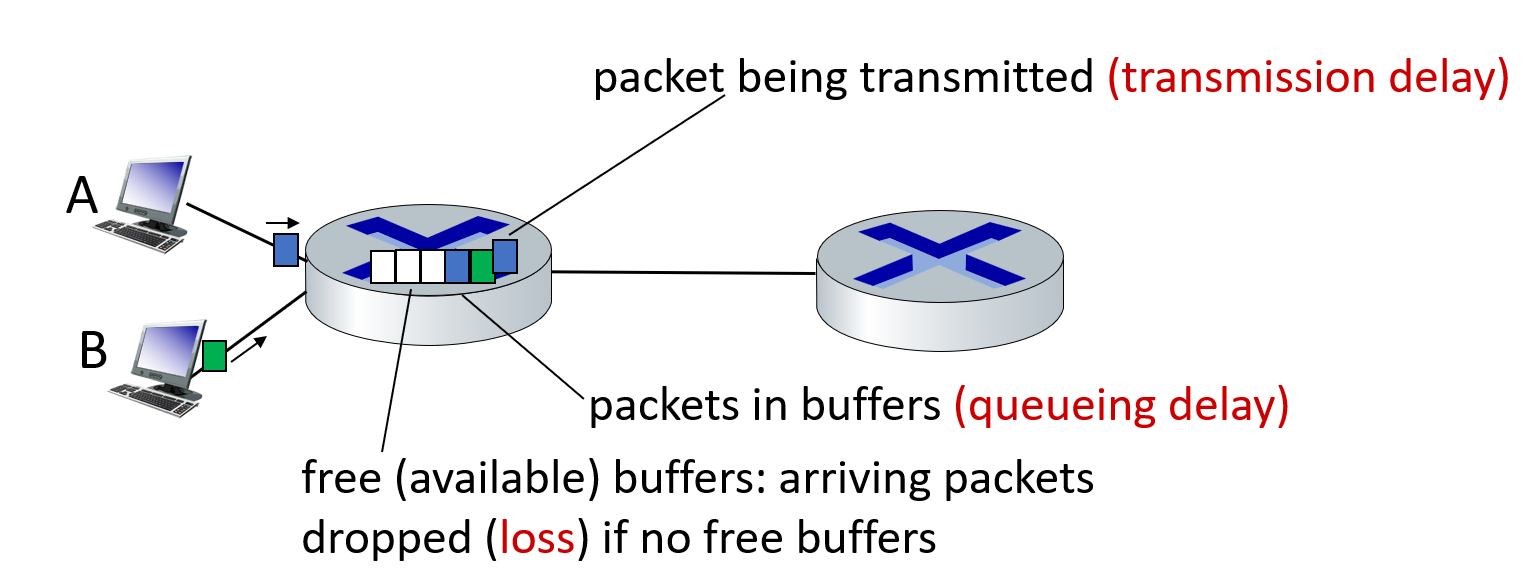 packet being transmitted (transmission delay)
A
B
packets in buffers (queueing delay)
free (available) buffers: arriving packets
dropped (loss) if no free buffers